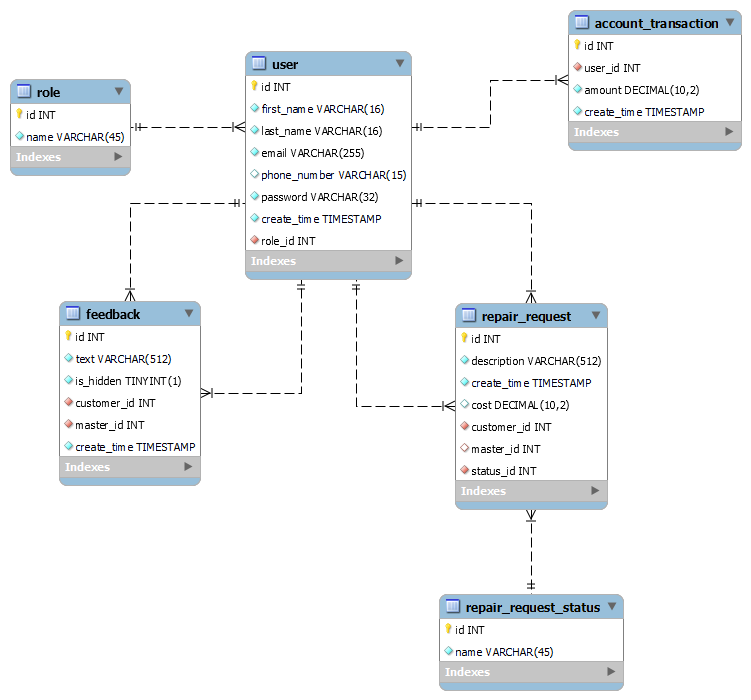 account_transaction
id INT
user_id INT
amount DECIMAL(10,2)
create_time TIMESTAMP
Indexes
user
id INT
first_name VARCHAR(16)
last_name VARCHAR(16)
email VARCHAR(255)
phone_number VARCHAR(15)
password VARCHAR(32)
create_time TIMESTAMP
role_id INT
Indexes
role
id INT
name VARCHAR(45)
Indexes
feedback
id INT
text VARCHAR(512)
is_hidden TINYINT(1)
customer_id INT
master_id INT
create_time TIMESTAMP
Indexes
repair_request
id INT
description VARCHAR(512)
create_time TIMESTAMP
cost DECIMAL(10,2)
customer_id INT
master_id INT
status_id INT
Indexes
repair_request_status
id INT
name VARCHAR(45)
Indexes